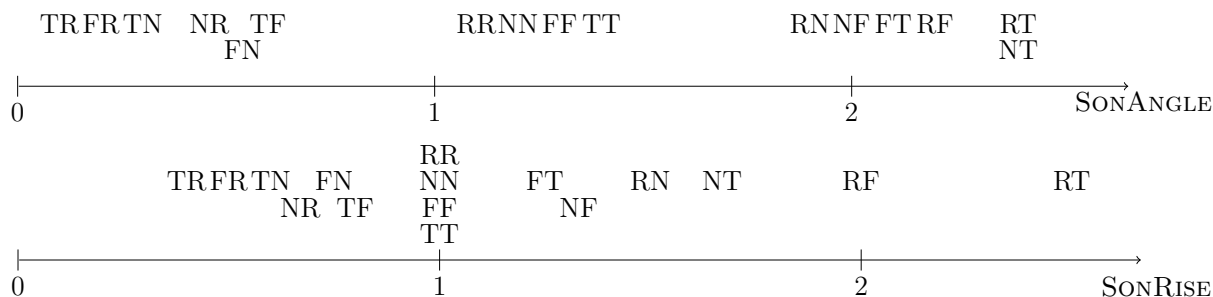 TR FR TN NR TF RR NN FF TT RN NF FT RF RT
FN NT
0 1 2 SONANGLE
RR
TR FR TN FN NN FT RN NT RF RT
NR TF FF NF
TT
0 1 2 SONRISE